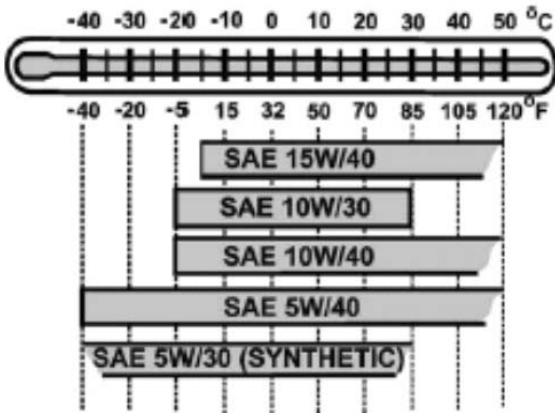 -40 -30 -20 -10 0 10 20 30 40 50 °C
-40 -20 -5 15 32 50 70 85 105 120 °F
SAE 15W/40
SAE 10W/30
SAE 10W/40
SAE 5W/40
SAE 5W/30 (SYNTHETIC)